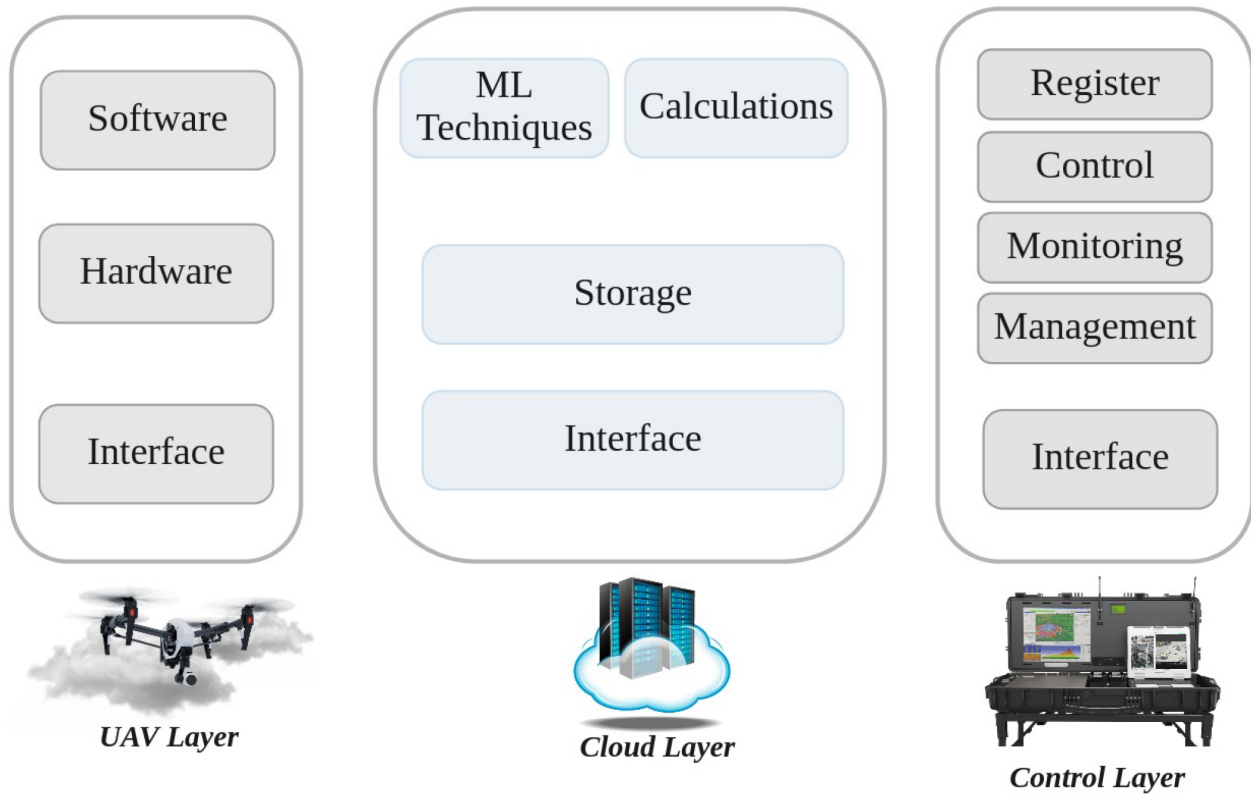 Software
Hardware
Interface
UAV Layer
ML
Techniques
Calculations
Storage
Interface
Cloud Layer
Register
Control
Monitoring
Management
Interface
Control Layer